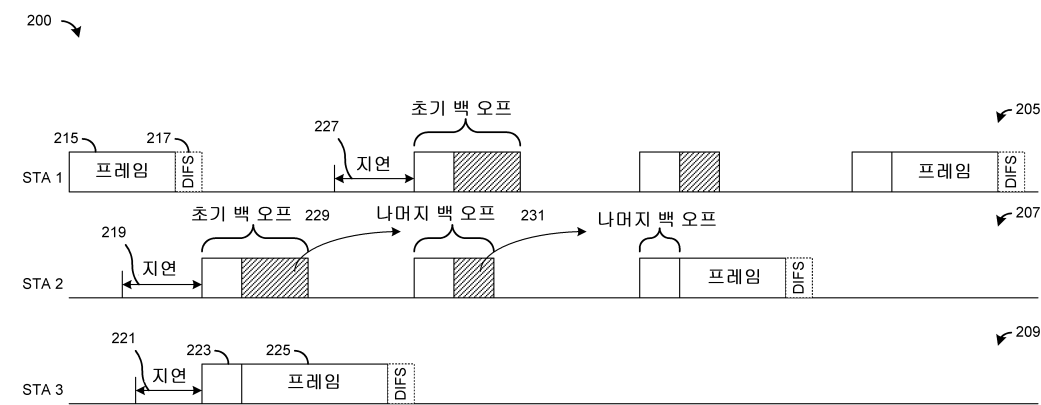 200
초기 백 오프
205
215
217
227
지연
STA 1
프레임
DIFS
프레임
DIFS
초기 백 오프
229
나머지 백 오프
231
나머지 백 오프
207
219
지연
STA 2
프레임
DIFS
209
221
223
225
지연
STA 3
프레임
DIFS